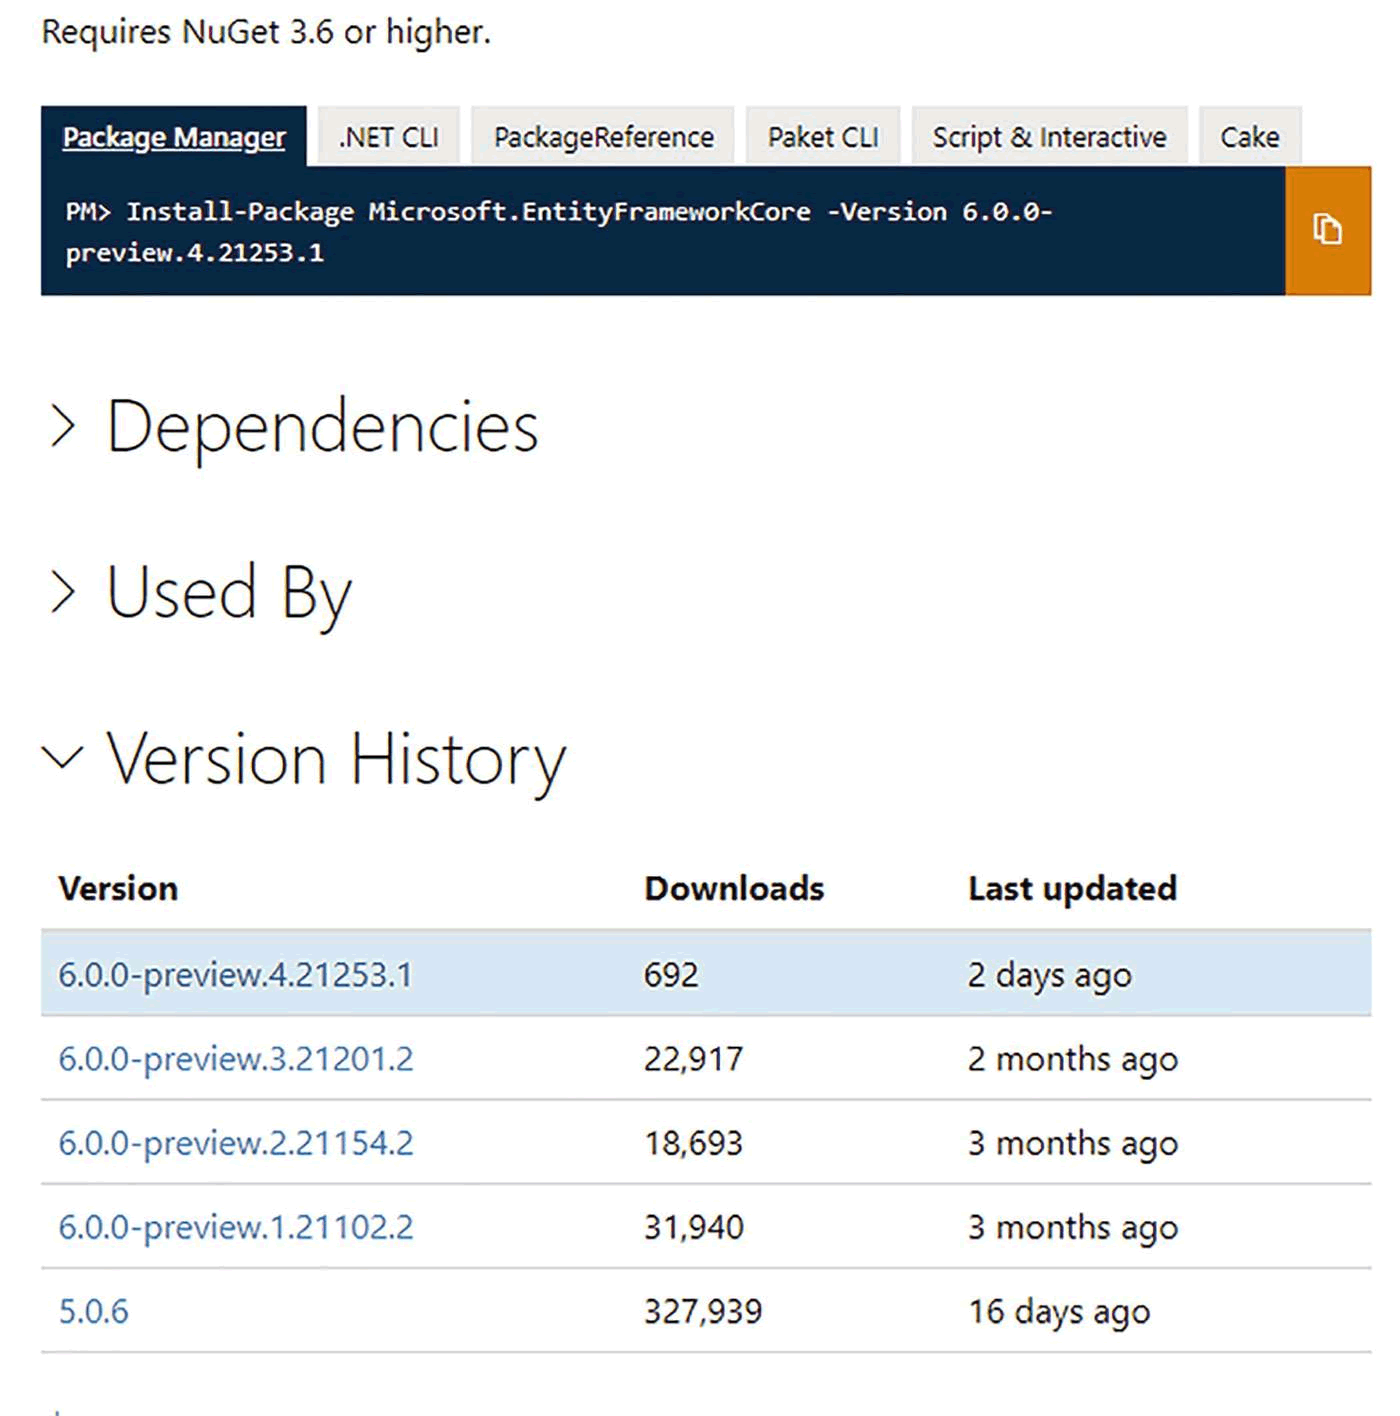 Requires NuGet 3.6 or higher.
Package Manager .NET CLI PackageReference Paket CLI Script & Interactive Cake
PM> Install-Package Microsoft.EntityFrameworkCore -Version 6.0.0-
preview.4.21253.1
Dependencies
Used By
Version History
Version Downloads Last updated
6.0.0-preview.4.21253.1 692 2 days ago
6.0.0-preview.3.21201.2 22,917 2 months ago
6.0.0-preview.2.21154.2 18,693 3 months ago
6.0.0-preview.1.21102.2 31,940 3 months ago
5.0.6 327,939 16 days ago